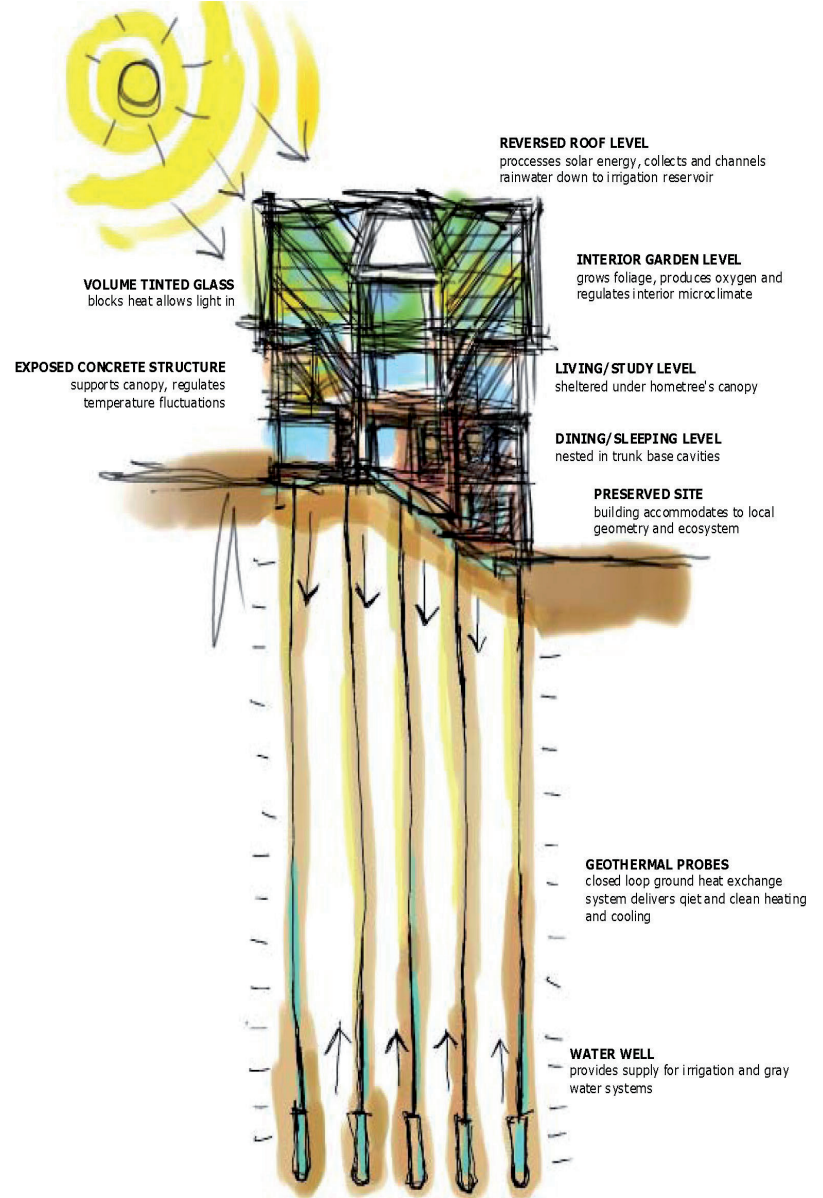 REVERSED ROOF LEVEL
proccesses solar energy, collects and channels
rainwater down to irrigation reservoir
INTERIOR GARDEN LEVEL
grows foliage, produces oxygen and
regulates interior microclimate
VOLUME TINTED GLASS
blocks heat allows light in
EXPOSED CONCRETE STRUCTURE
supports canopy, regulates
temperature fluctuations
LIVING/STUDY LEVEL
sheltered under hometree's canopy
DINING/SLEEPING LEVEL
nested in trunk base cavities
PRESERVED SITE
building accommodates to local
geometry and ecosystem
GEOTHERMAL PROBES
closed loop ground heat exchange
system delivers qiet and clean heating
and cooling
WATER WELL
provides supply for irrigation and gray
water systems